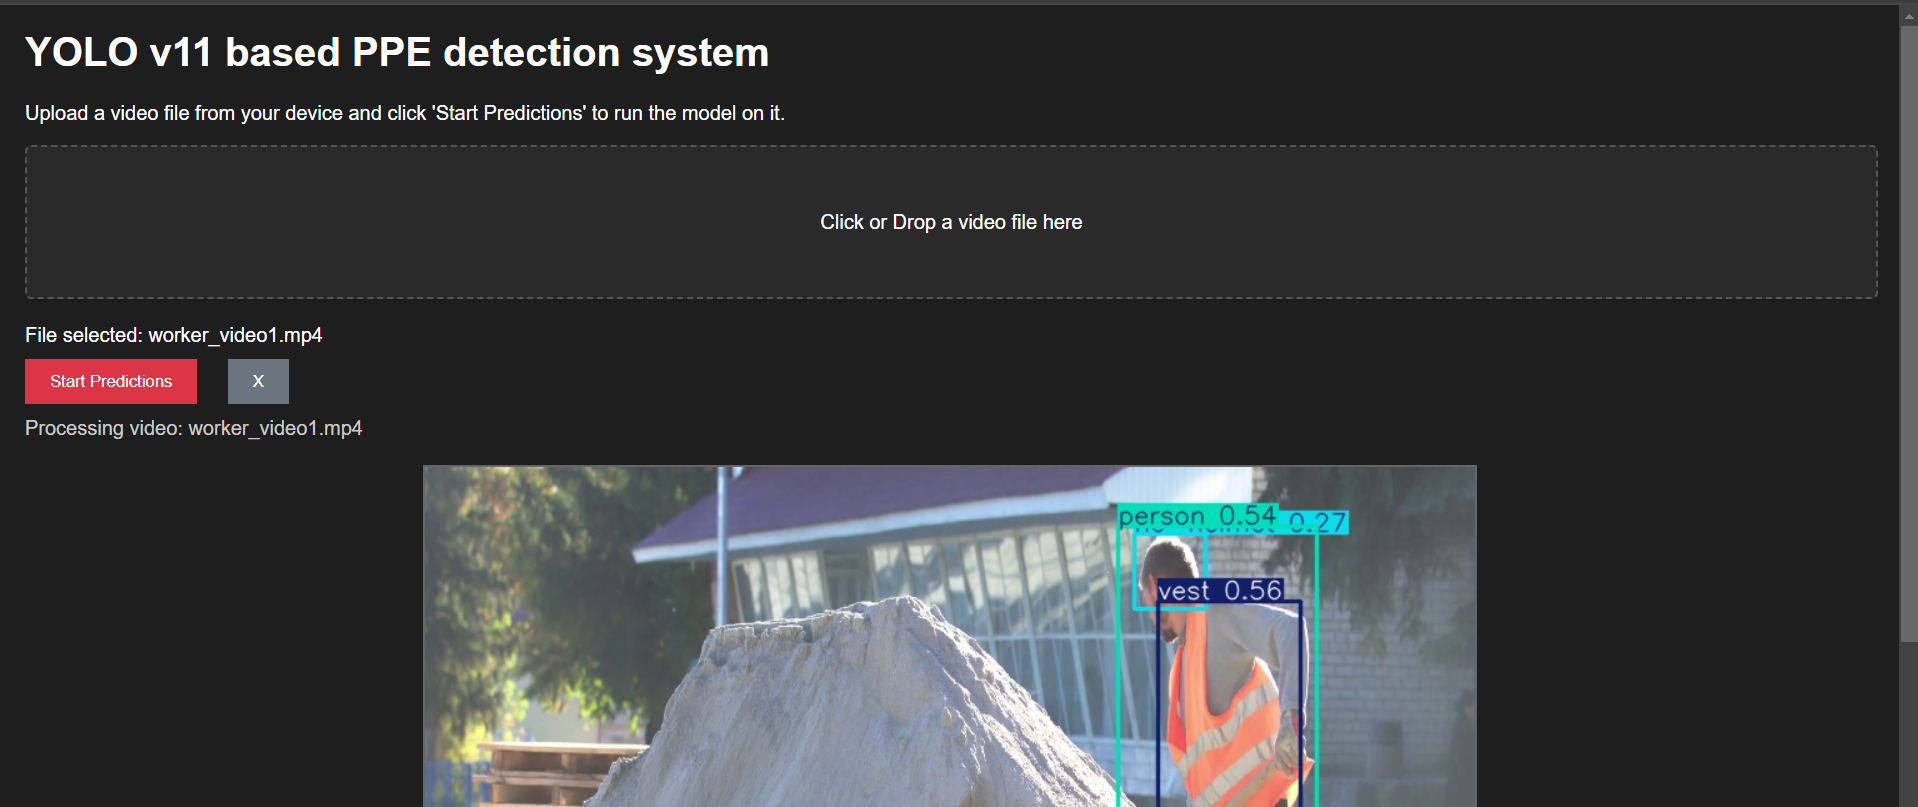 YOLO v11 based PPE detection system
Upload a video file from your device and click 'Start Predictions' to run the model on it.
Click or Drop a video file here
File selected: worker_video1.mp4
Start Predictions X
Processing video: worker_video1.mp4
person 0.54
0.27
vest 0.56